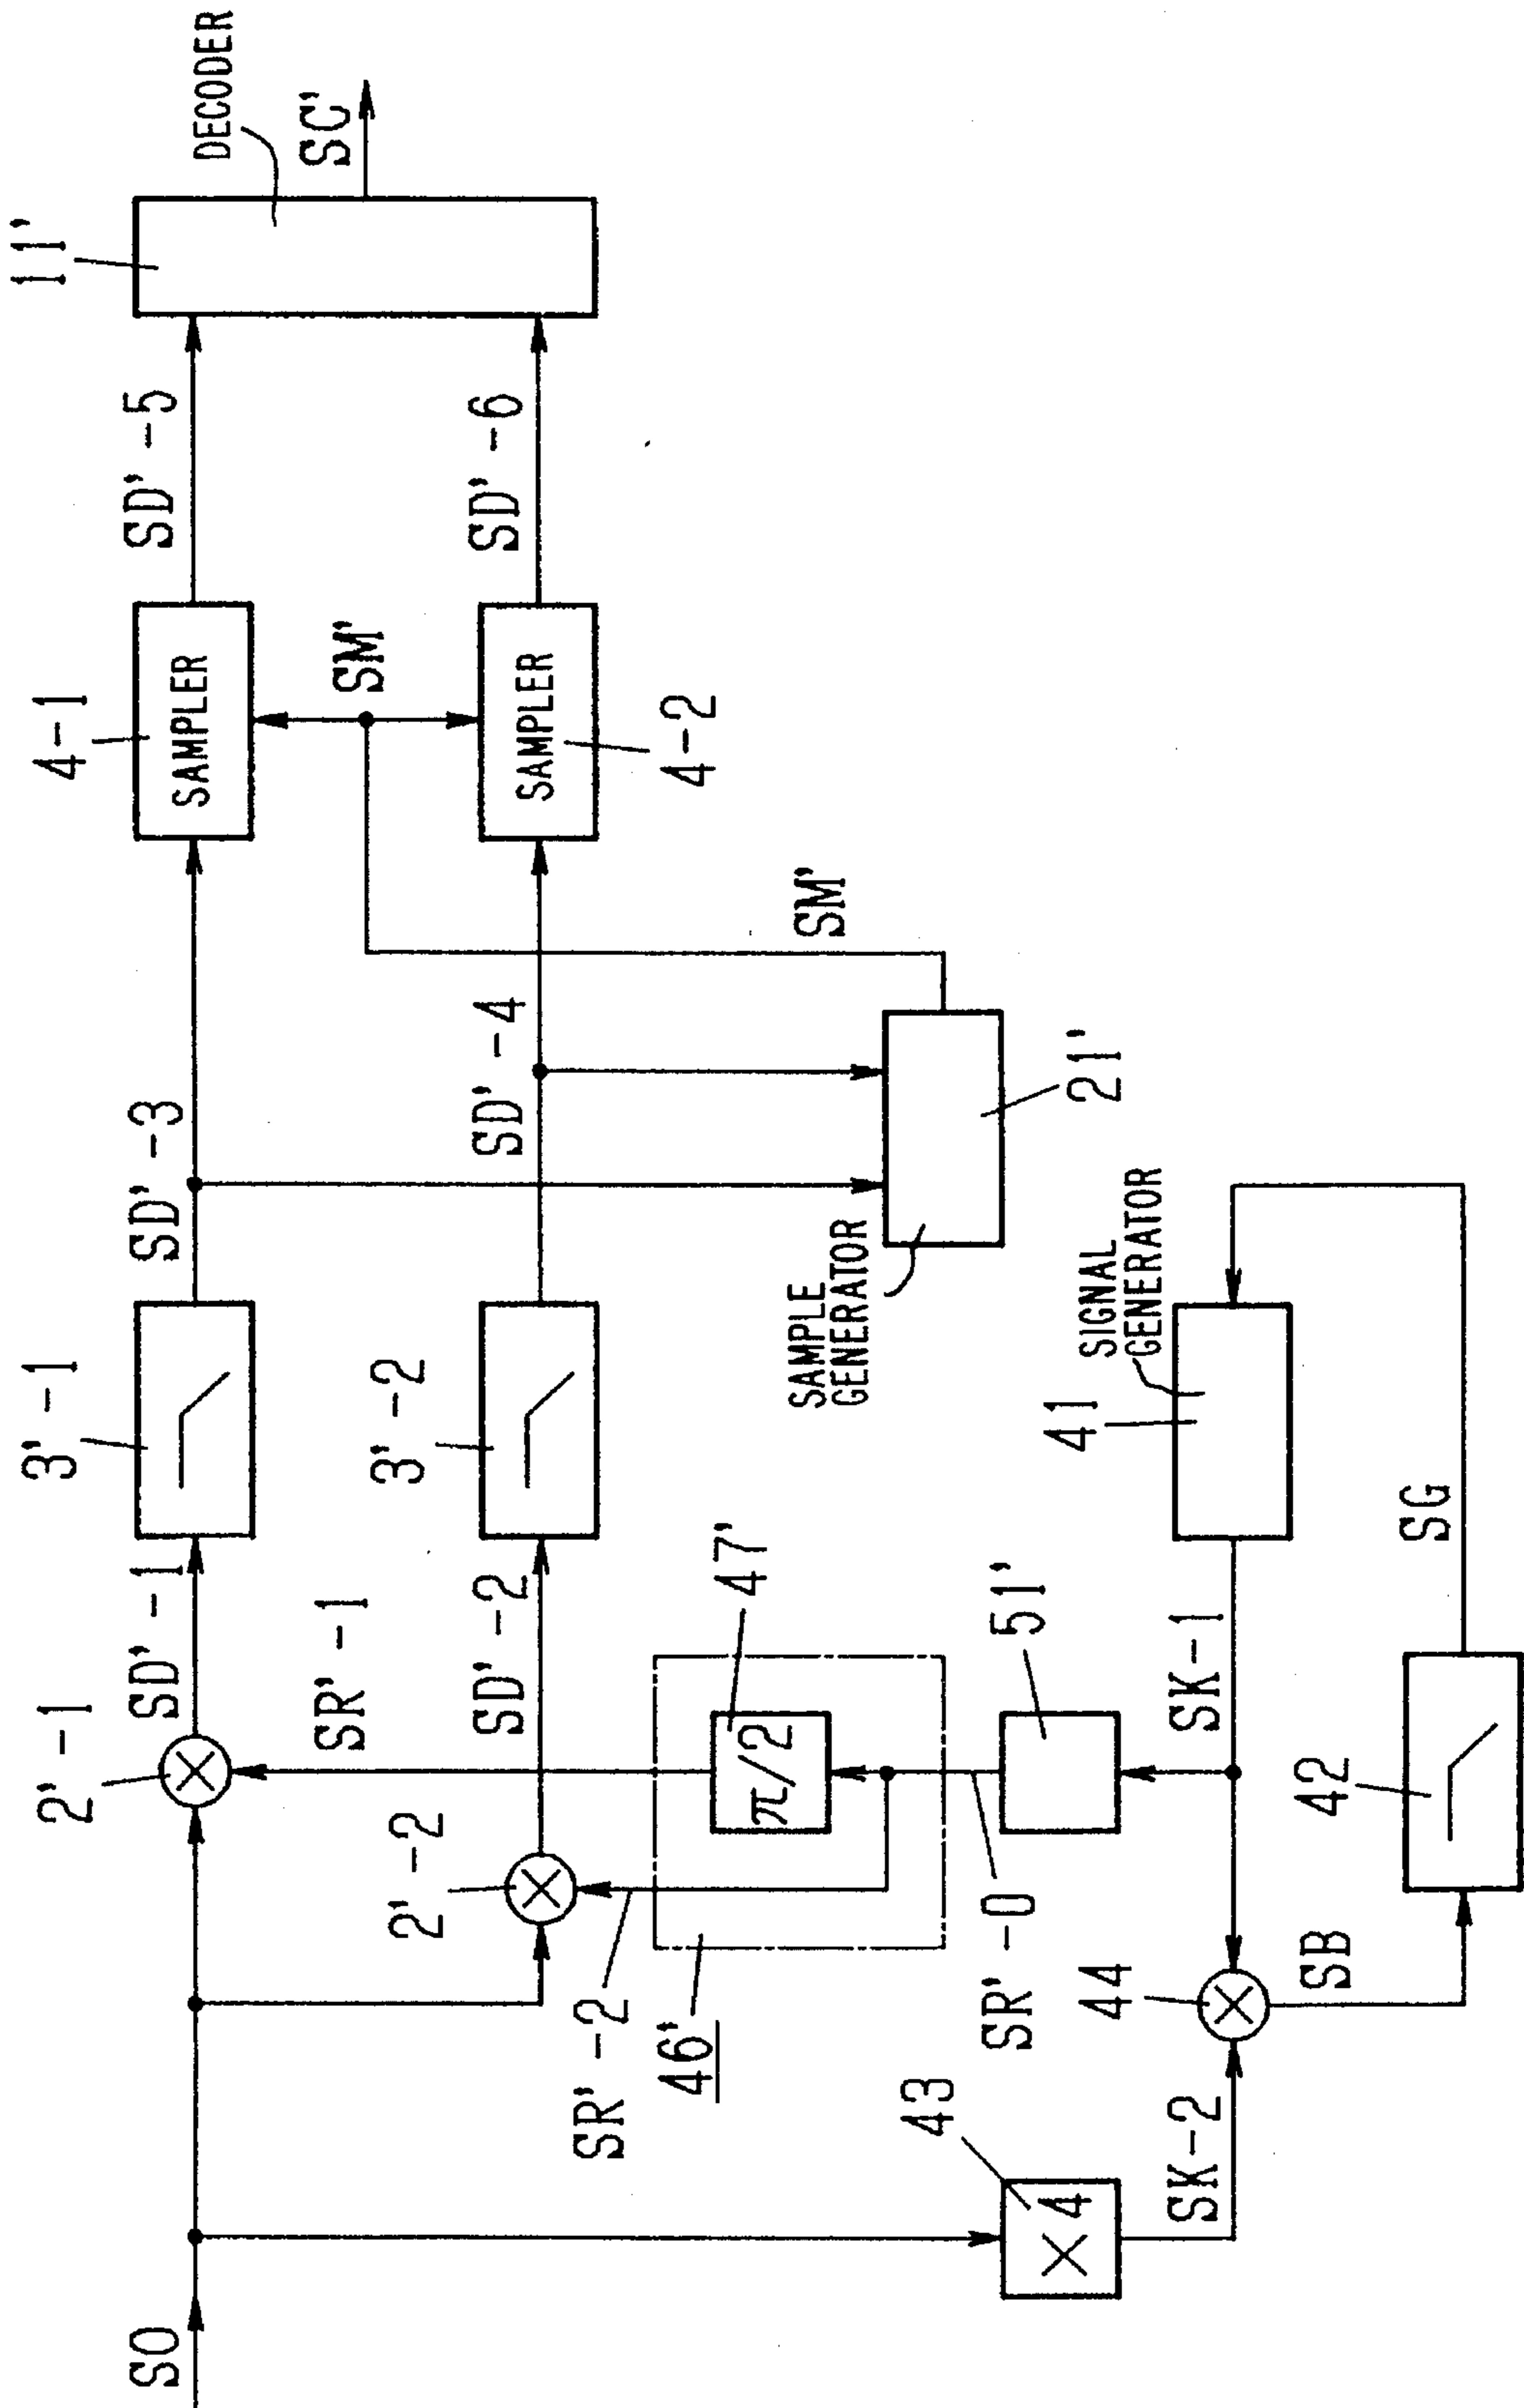 SO
2'-1
SD'-1
3'-1
SD'-3
4-1
SAMPLER
SD'-5
11'
DECODER
SC'
SR'-1
2'-2
SD'-2
3'-2
SD'-4
SM'
SAMPLER
4-2
SD'-6
SR'-2
46'
π/2
47'
SM'
SAMPLE
GENERATOR
21'
SR'-0
51'
43
×4
SK-2
44
SK-1
SIGNAL
GENERATOR
41
SB
42
SG